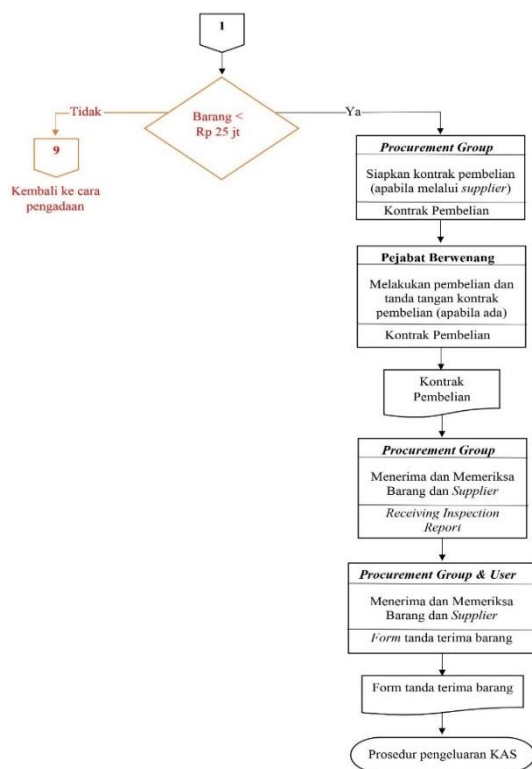 1
Barang <
Rp 25 jt
Tidak
Ya
9
Kembali ke cara
pengadaan
Procurement Group
Siapkan kontrak pembelian
(apabila melalui supplier)
Kontrak Pembelian
Pejabat Berwenang
Melakukan pembelian dan
tanda tangan kontrak
pembelian (apabila ada)
Kontrak Pembelian
Kontrak
Pembelian
Procurement Group
Menerima dan Memeriksa
Barang dan Supplier
Receiving Inspection
Report
Procurement Group & User
Menerima dan Memeriksa
Barang dan Supplier
Form tanda terima barang
Form tanda terima barang
Prosedur pengeluaran KAS